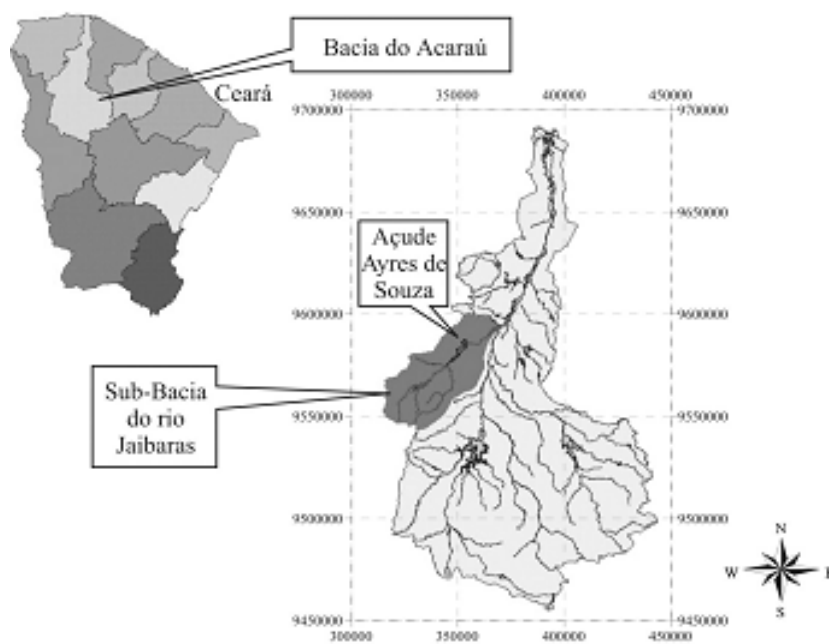 Bacia do Acaraú
Ceará
300000 350000 400000 450000
9700000 9700000
9650000 9650000
Açude
Ayres de
Souza
9600000 9600000
Sub-Bacia
do rio
Jaibaras
9550000 9550000
9500000 9500000
N
W E
S
9450000 9450000
300000 350000 400000 450000